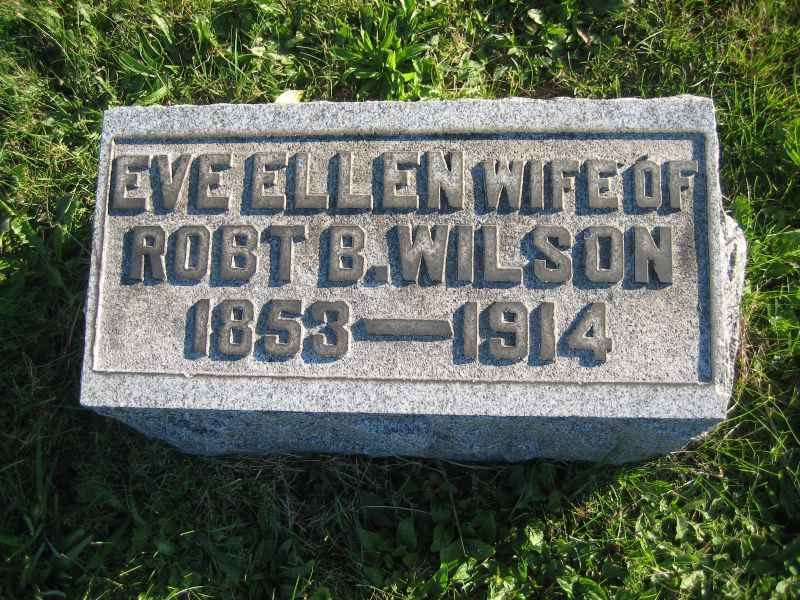 EVE ELLEN WIFE OF
ROBT B. WILSON
1853—1914